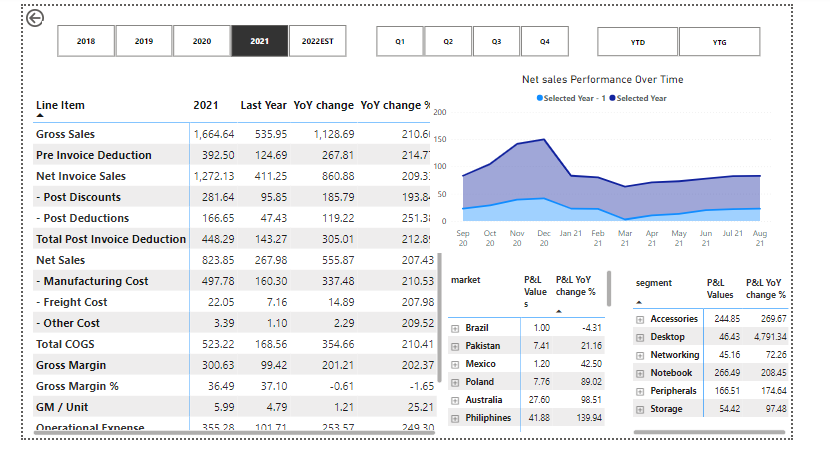 2018 2019 2020 2021 2022EST Q1 Q2 Q3 Q4 YTD YTG
Line Item 2021 Last Year YoY change YoY change %
Gross Sales 1,664.64 535.95 1,128.69 210.6
Pre Invoice Deduction 392.50 124.69 267.81 214.7
Net Invoice Sales 1,272.13 411.25 860.88 209.3
- Post Discounts 281.64 95.85 185.79 193.8
- Post Deductions 166.65 47.43 119.22 251.3
Total Post Invoice Deduction 448.29 143.27 305.01 212.8
Net Sales 823.85 267.98 555.87 207.43
- Manufacturing Cost 497.78 160.30 337.48 210.53
- Freight Cost 22.05 7.16 14.89 207.98
- Other Cost 3.39 1.10 2.29 209.52
Total COGS 523.22 168.56 354.66 210.41
Gross Margin 300.63 99.42 201.21 202.37
Gross Margin % 36.49 37.10 -0.61 -1.65
GM / Unit 5.99 4.79 1.21 25.21
Operational Expense 355.28 101.71 253.57 249.30
Net sales Performance Over Time
Selected Year - 1 Selected Year
200
150
100
50
0
Sep Oct Nov Dec Jan 21 Feb Mar Apr May Jun Jul 21 Aug
20 20 20 20 21 21 21 21 21 21
market P&L Value s P&L YoY change %
Brazil 1.00 -4.31
Pakistan 7.41 21.16
Mexico 1.20 42.50
Poland 7.76 89.02
Australia 27.60 98.51
Philiphines 41.88 139.94
segment P&L Values P&L YoY change %
Accessories 244.85 269.67
Desktop 46.43 4,791.34
Networking 45.16 72.26
Notebook 266.49 208.45
Peripherals 166.51 174.64
Storage 54.42 97.48